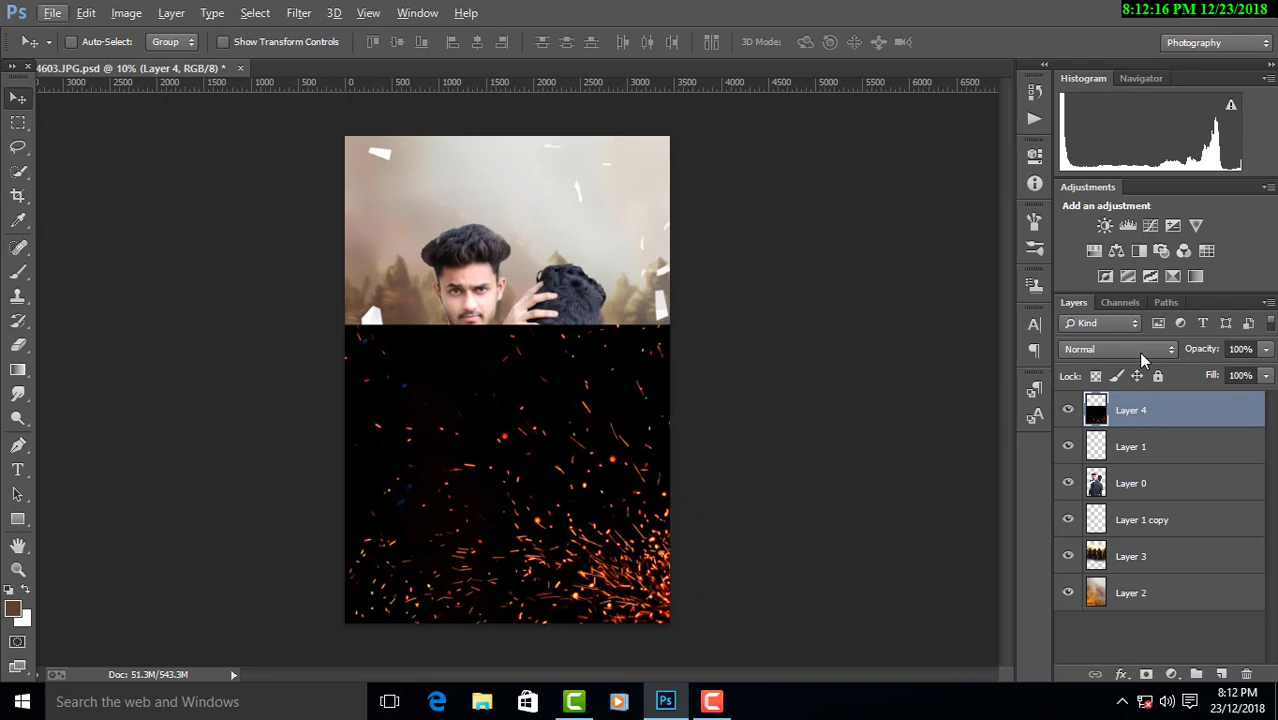 8:12:16 PM 12/23/2018
Ps File Edit Image Layer Type Select Filter 3D View Window Help
Auto-Select: Group Show Transform Controls 3D Mode: Photography
4603.JPG.psd @ 10% (Layer 4, RGB/8) * ×
3000 2500 2000 1500 1000 500 0 500 1000 1500 2000 2500 3000 3500 4000 4500 5000 5500 6000 6500
Histogram Navigator
Adjustments
Add an adjustment
Layers Channels Paths
Kind
Normal Opacity: 100%
Lock: Fill: 100%
Layer 4
Layer 1
Layer 0
Layer 1 copy
Layer 3
Layer 2
Doc: 51.3M/543.3M
Search the web and Windows
8:12 PM
23/12/2018